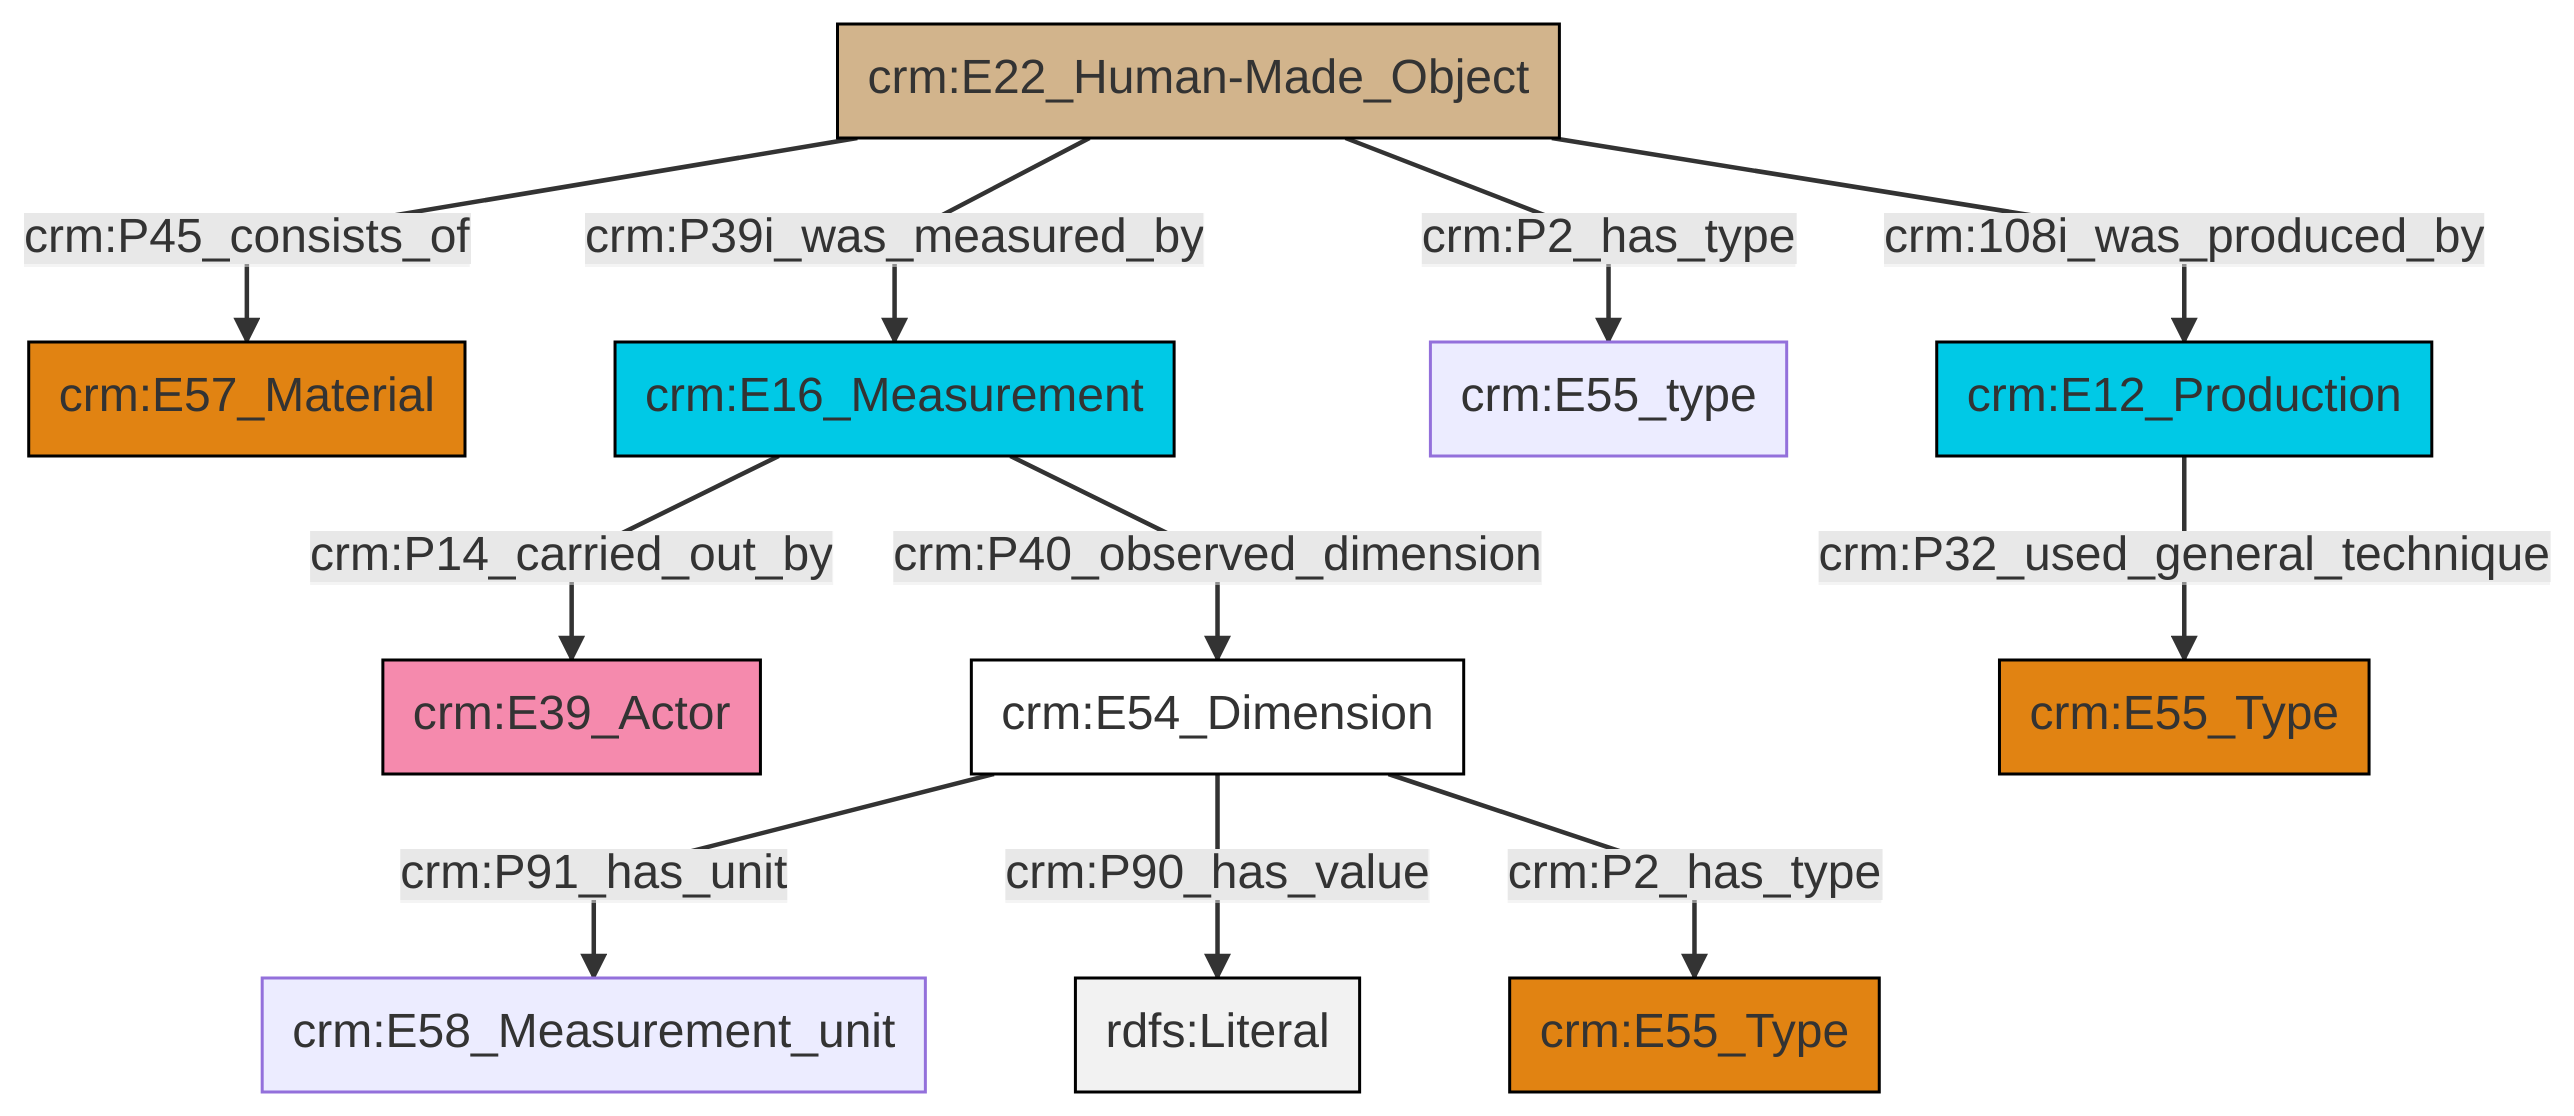 crm:E22_Human-Made_Object
crm:P45_consists_of
crm:P39i_was_measured_by
crm:P2_has_type
crm:108i_was_produced_by
crm:E57_Material
crm:E16_Measurement
crm:E55_type
crm:E12_Production
crm:P14_carried_out_by
crm:P40_observed_dimension
crm:P32_used_general_technique
crm:E39_Actor
crm:E54_Dimension
crm:E55_Type
crm:P91_has_unit
crm:P90_has_value
crm:P2_has_type
crm:E58_Measurement_unit
rdfs:Literal
crm:E55_Type